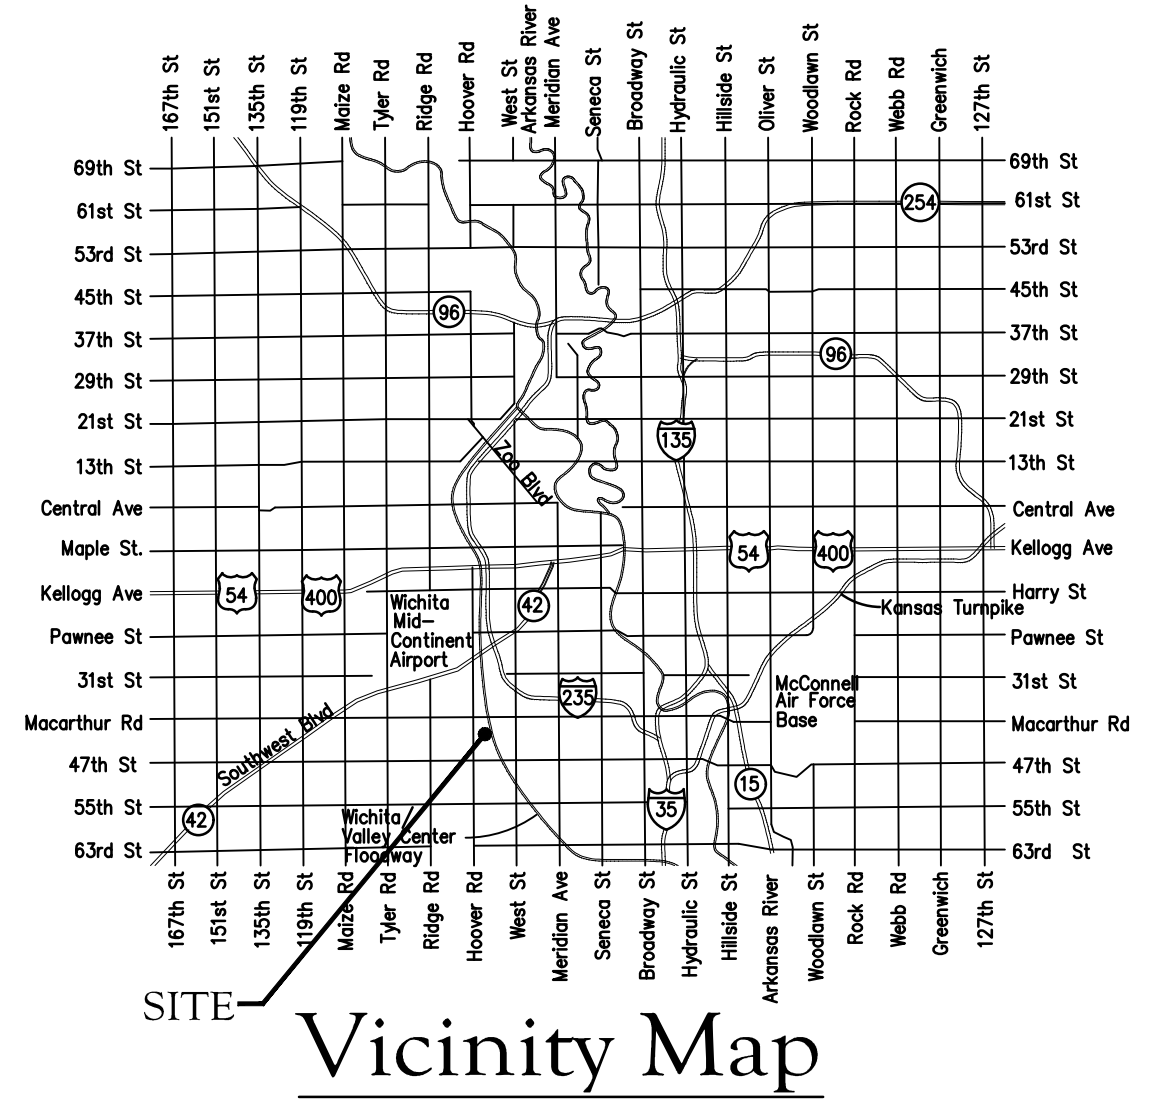 167th St
151st St
135th St
119th St
Maize Rd
Tyler Rd
Ridge Rd
Hoover Rd
West St
Arkansas River
Meridian Ave
Seneca St
Broadway St
Hydraulic St
Hillside St
Oliver St
Woodlawn St
Rock Rd
Webb Rd
Greenwich
127th St
69th St
61st St
53rd St
45th St
37th St
29th St
21st St
13th St
Central Ave
Maple St.
Kellogg Ave
Pawnee St
31st St
Macarthur Rd
47th St
55th St
63rd St
69th St
61st St
53rd St
45th St
37th St
29th St
21st St
13th St
Central Ave
Kellogg Ave
Harry St
Pawnee St
31st St
Macarthur Rd
47th St
55th St
63rd St
254
96
96
135
Zoo Blvd
54
400
54
400
42
Kansas Turnpike
Wichita
Mid-
Continent
Airport
235
McConnell
Air Force
Base
Southwest Blvd
15
35
42
Wichita/
Valley Center
Floodway
167th St
151st St
135th St
119th St
Maize Rd
Tyler Rd
Ridge Rd
Hoover Rd
West St
Meridian Ave
Seneca St
Broadway St
Hydraulic St
Hillside St
Arkansas River
Woodlawn St
Rock Rd
Webb Rd
Greenwich
127th St
SITE
Vicinity Map